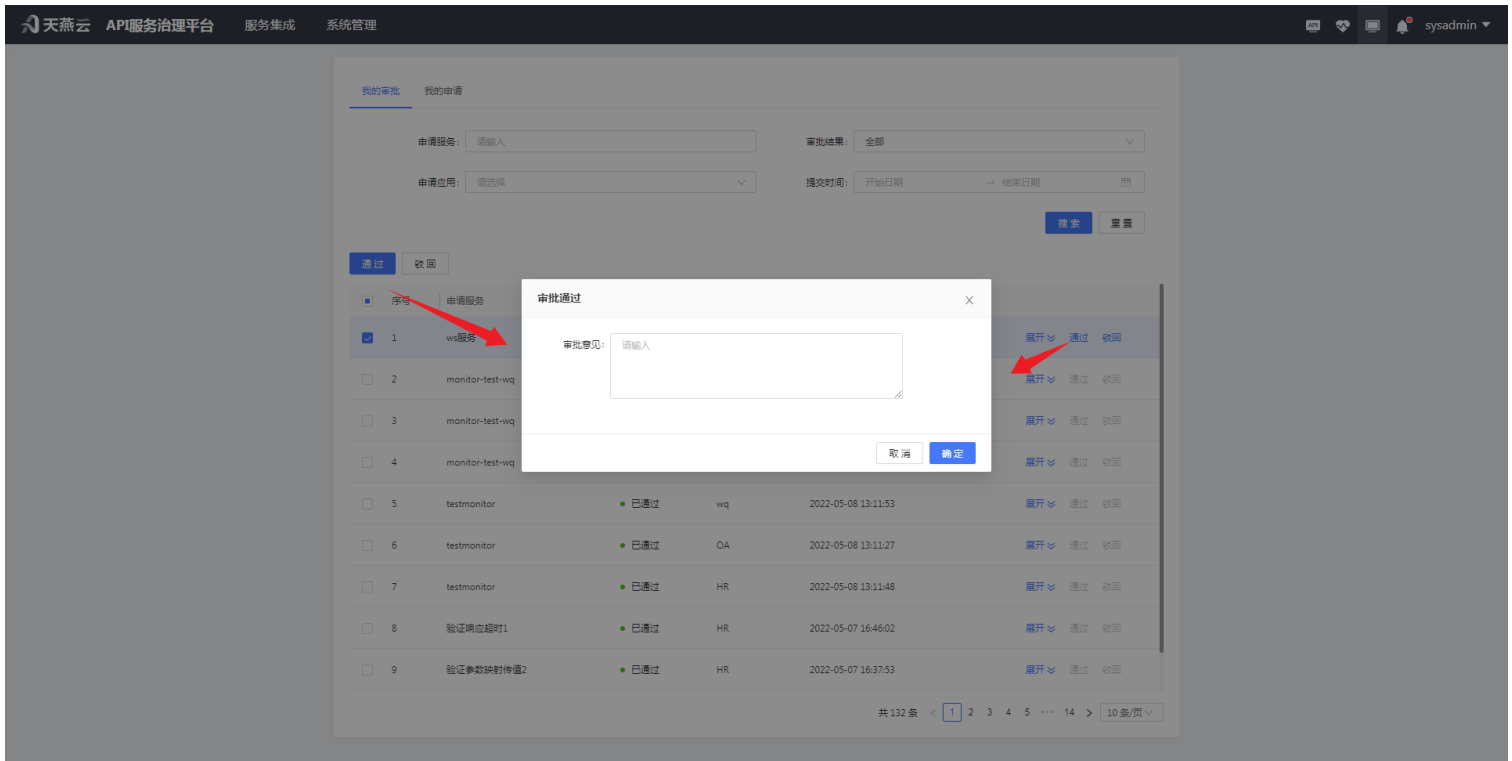 天燕云 API服务治理平台 服务集成 系统管理 API sysadmin
我的审批 我的申请
申请服务: 请输入 审批结果: 全部
申请应用: 请选择 提交时间: 开始日期 → 结束日期
搜索 重置
通过 驳回
序号 申请服务
审批通过
审批意见: 请输入
取消 确定
1 ws服务 展开 通过 驳回
2 monitor-test-wq 展开 通过 驳回
3 monitor-test-wq 展开 通过 驳回
4 monitor-test-wq 展开 通过 驳回
5 testmonitor 已通过 wq 2022-05-08 13:11:53 展开 通过 驳回
6 testmonitor 已通过 OA 2022-05-08 13:11:27 展开 通过 驳回
7 testmonitor 已通过 HR 2022-05-08 13:11:48 展开 通过 驳回
8 验证响应超时1 已通过 HR 2022-05-07 16:46:02 展开 通过 驳回
9 验证参数映射传值2 已通过 HR 2022-05-07 16:37:53 展开 通过 驳回
共 132 条 < 1 2 3 4 5 ··· 14 > 10 条/页